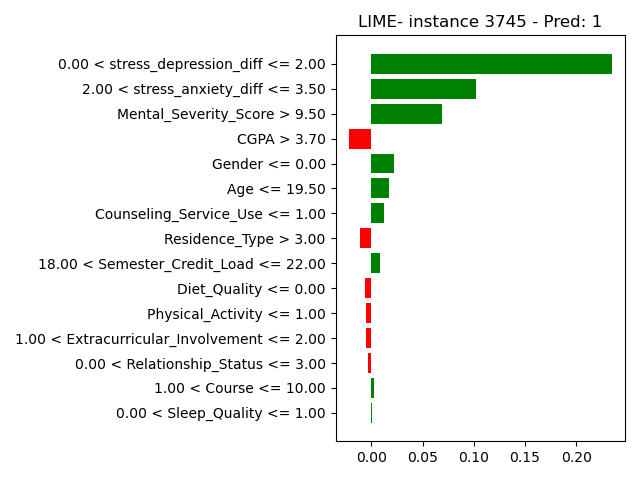 LIME- instance 3745 - Pred: 1
0.00 < stress_depression_diff <= 2.00
2.00 < stress_anxiety_diff <= 3.50
Mental_Severity_Score > 9.50
CGPA > 3.70
Gender <= 0.00
Age <= 19.50
Counseling_Service_Use <= 1.00
Residence_Type > 3.00
18.00 < Semester_Credit_Load <= 22.00
Diet_Quality <= 0.00
Physical_Activity <= 1.00
1.00 < Extracurricular_Involvement <= 2.00
0.00 < Relationship_Status <= 3.00
1.00 < Course <= 10.00
0.00 < Sleep_Quality <= 1.00
0.00 0.05 0.10 0.15 0.20